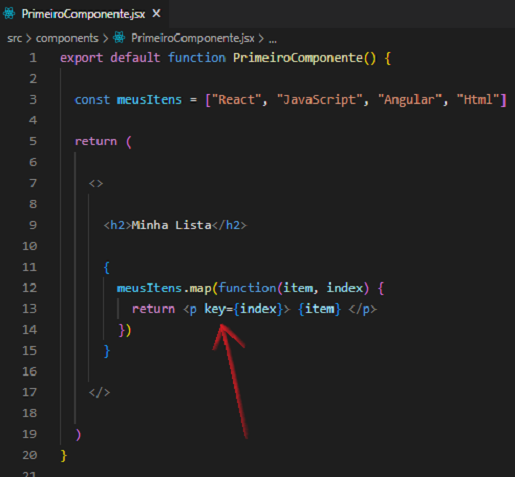 PrimeiroComponente.jsx ×
src > components > PrimeiroComponente.jsx > ...
1 export default function PrimeiroComponente() {
2
3 const meusItens = ["React", "JavaScript", "Angular", "Html"]
4
5 return (
6
7 <>
8
9 <h2>Minha Lista</h2>
10
11 {
12 meusItens.map(function(item, index) {
13 return <p key={index}> {item} </p>
14 })
15 }
16
17 </>
18
19 )
20 }
21